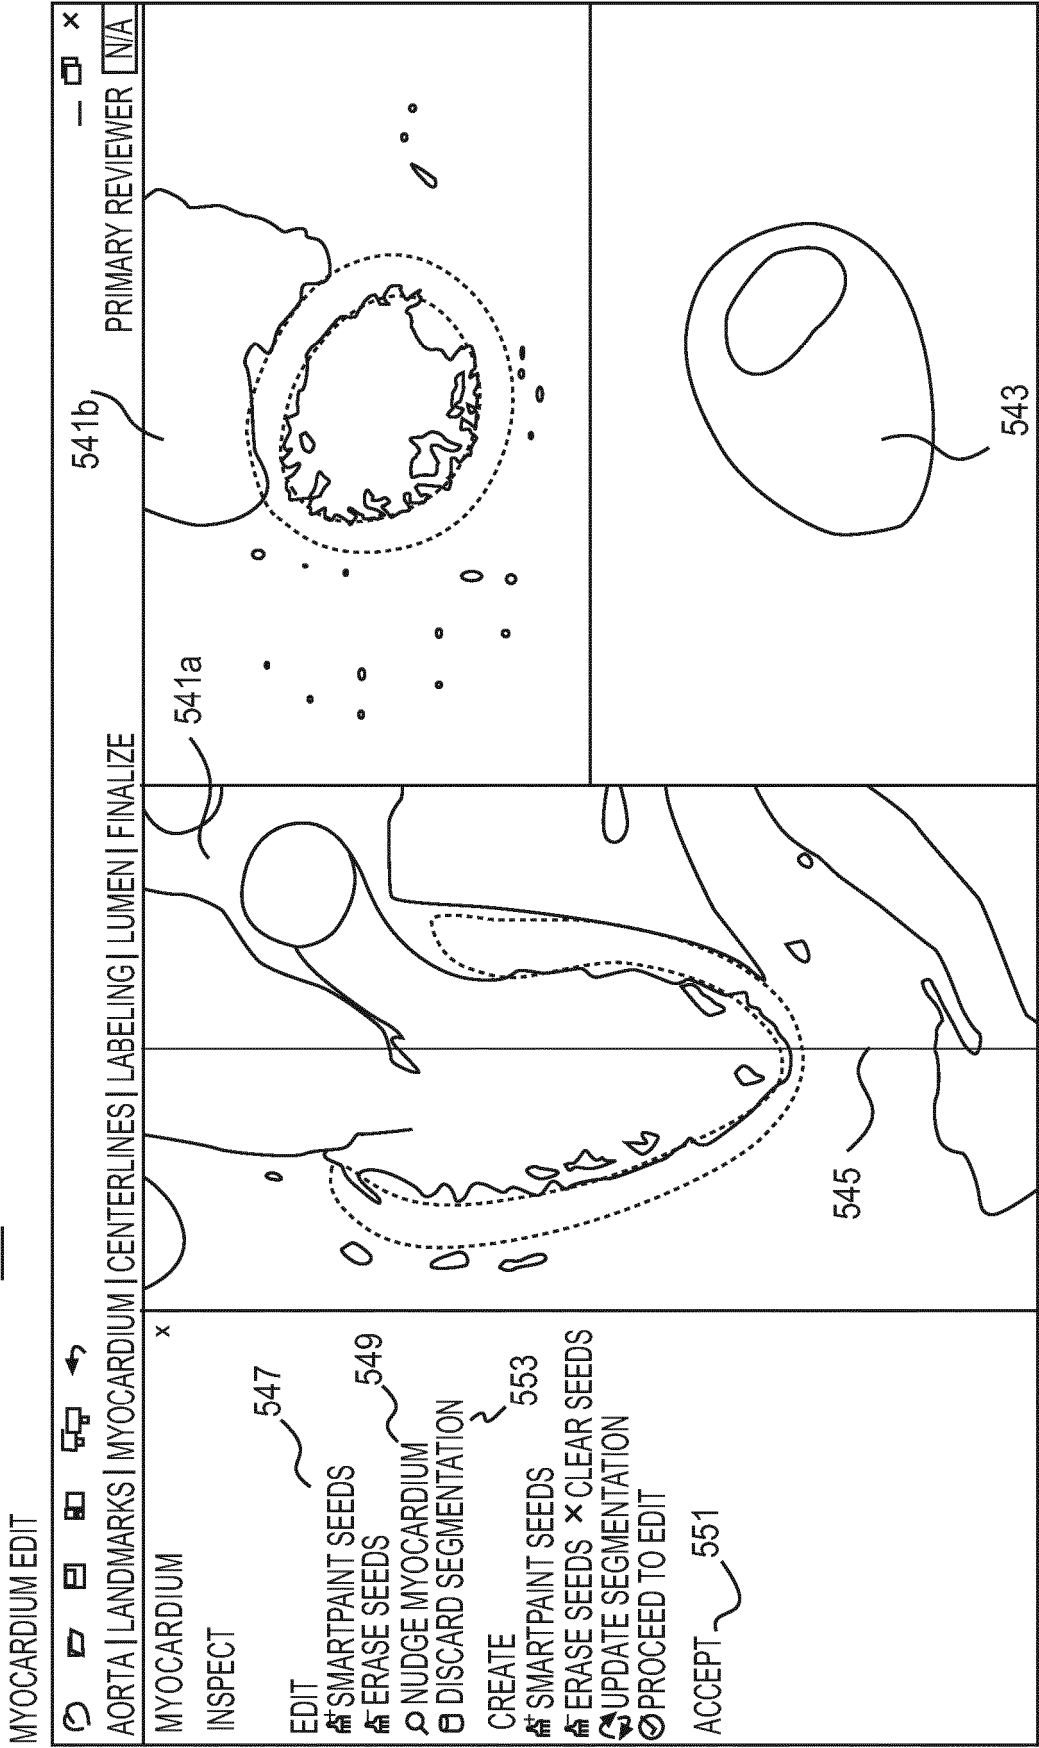 MYOCARDIUM EDIT
AORTA | LANDMARKS | MYOCARDIUM | CENTERLINES | LABELING | LUMEN | FINALIZE
PRIMARY REVIEWER N/A
MYOCARDIUM x
INSPECT
EDIT
SMARTPAINT SEEDS
ERASE SEEDS
NUDGE MYOCARDIUM
DISCARD SEGMENTATION
CREATE
SMARTPAINT SEEDS
ERASE SEEDS × CLEAR SEEDS
UPDATE SEGMENTATION
PROCEED TO EDIT
ACCEPT
547
549
553
551
541a
545
541b
543